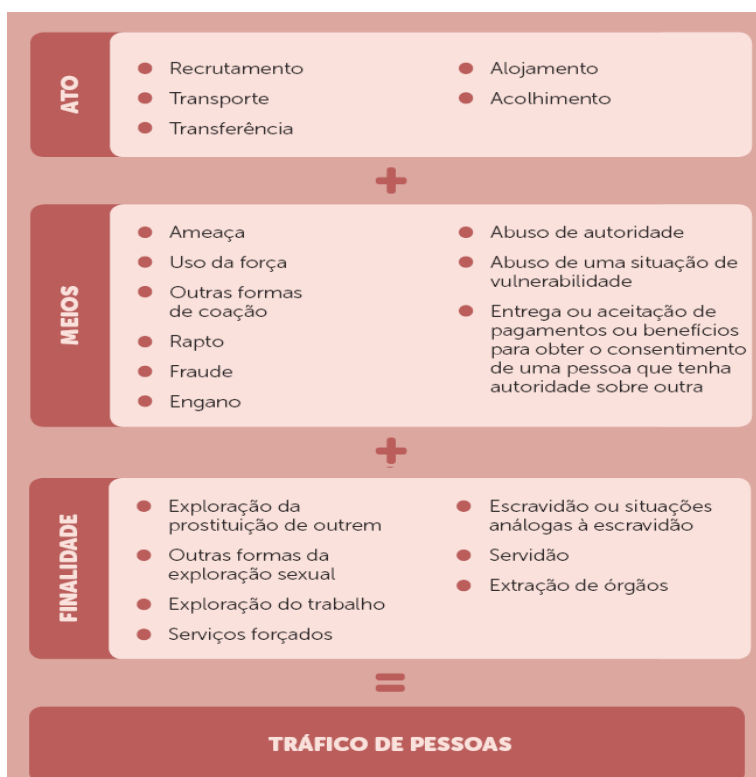 ATO
Recrutamento
Transporte
Transferência
Alojamento
Acolhimento
+
MEIOS
Ameaça
Uso da força
Outras formas
de coação
Rapto
Fraude
Engano
Abuso de autoridade
Abuso de uma situação de
vulnerabilidade
Entrega ou aceitação de
pagamentos ou benefícios
para obter o consentimento
de uma pessoa que tenha
autoridade sobre outra
+
FINALIDADE
Exploração da
prostituição de outrem
Outras formas da
exploração sexual
Exploração do trabalho
Serviços forçados
Escravidão ou situações
análogas à escravidão
Servidão
Extração de órgãos
=
TRÁFICO DE PESSOAS